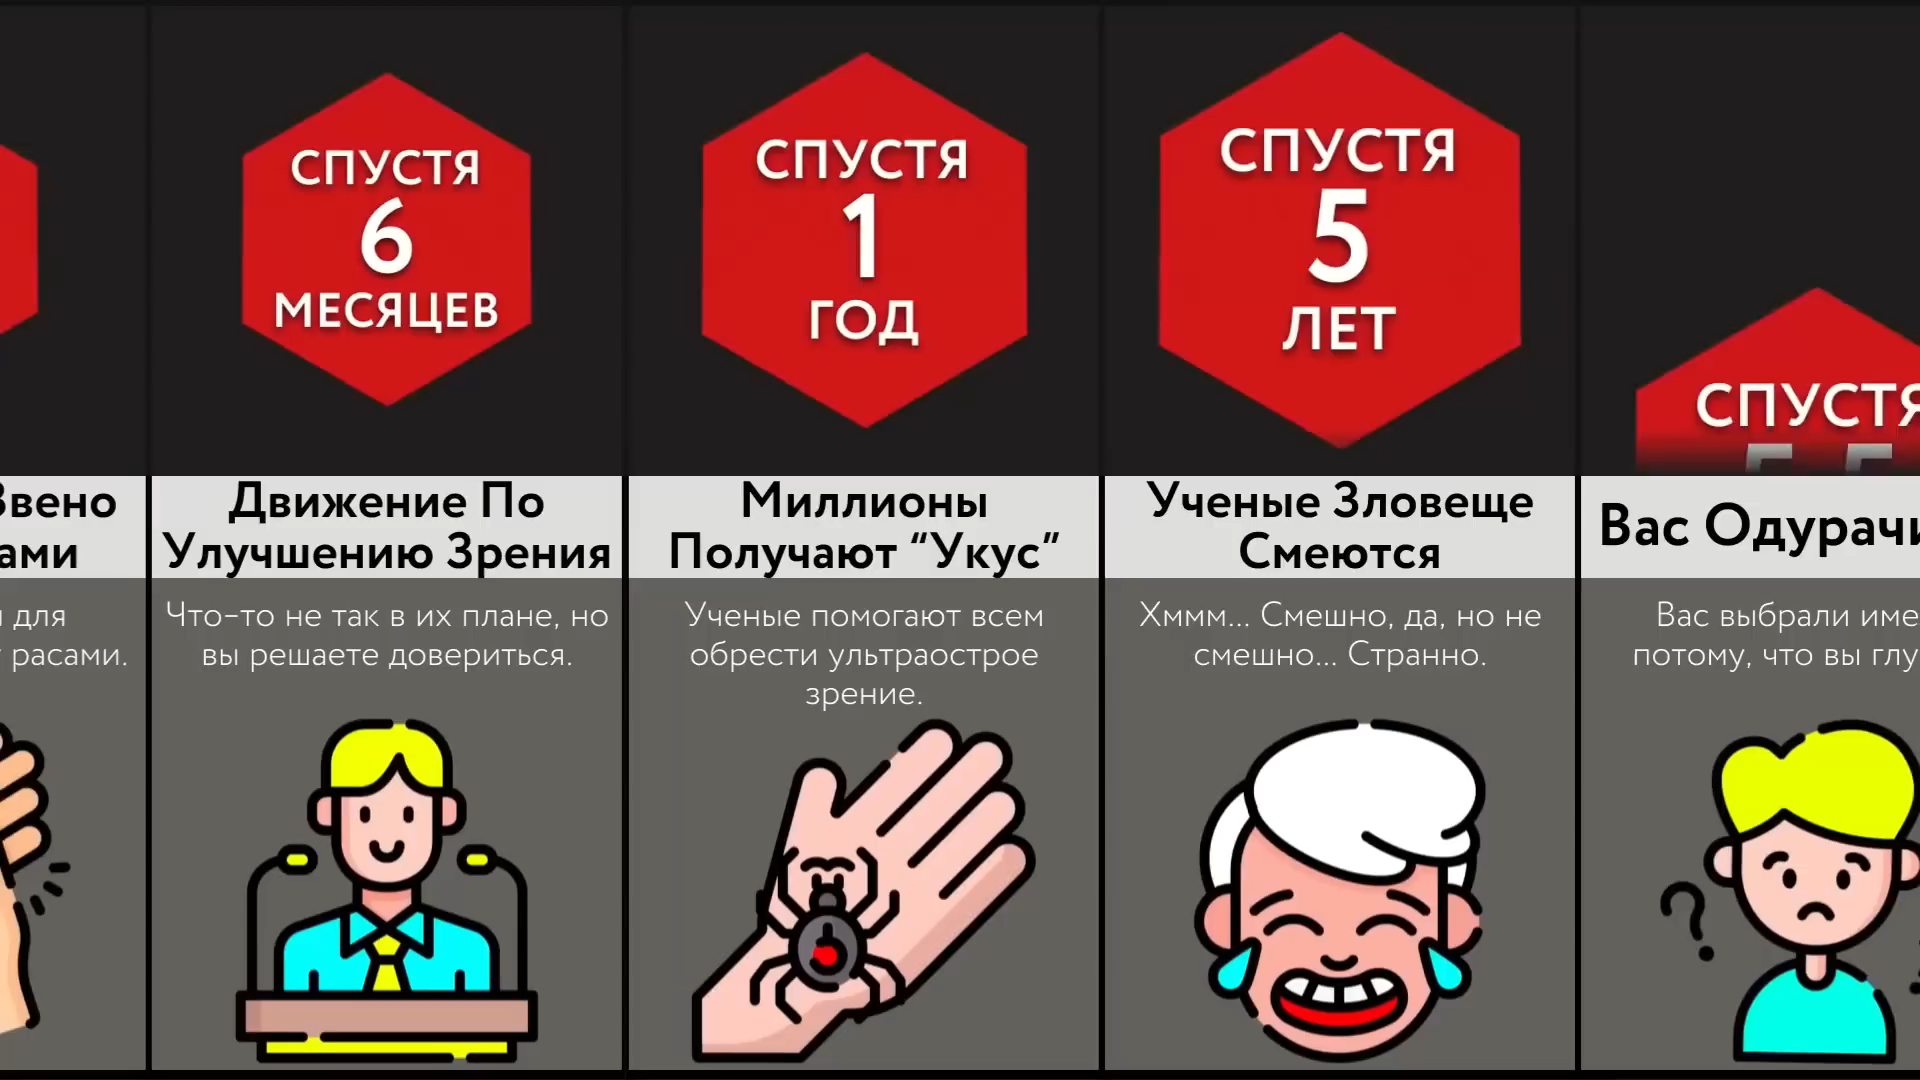 Звено
ами
для
расами.
СПУСТЯ
6
МЕСЯЦЕВ
Движение По
Улучшению Зрения
Что-то не так в их плане, но
вы решаете довериться.
СПУСТЯ
1
ГОД
Миллионы
Получают “Укус”
Ученые помогают всем
обрести ультраострое
зрение.
СПУСТЯ
5
ЛЕТ
Ученые Зловеще
Смеются
Хммм... Смешно, да, но не
смешно... Странно.
СПУСТЯ
Вас Одурачи
Вас выбрали име
потому, что вы глу